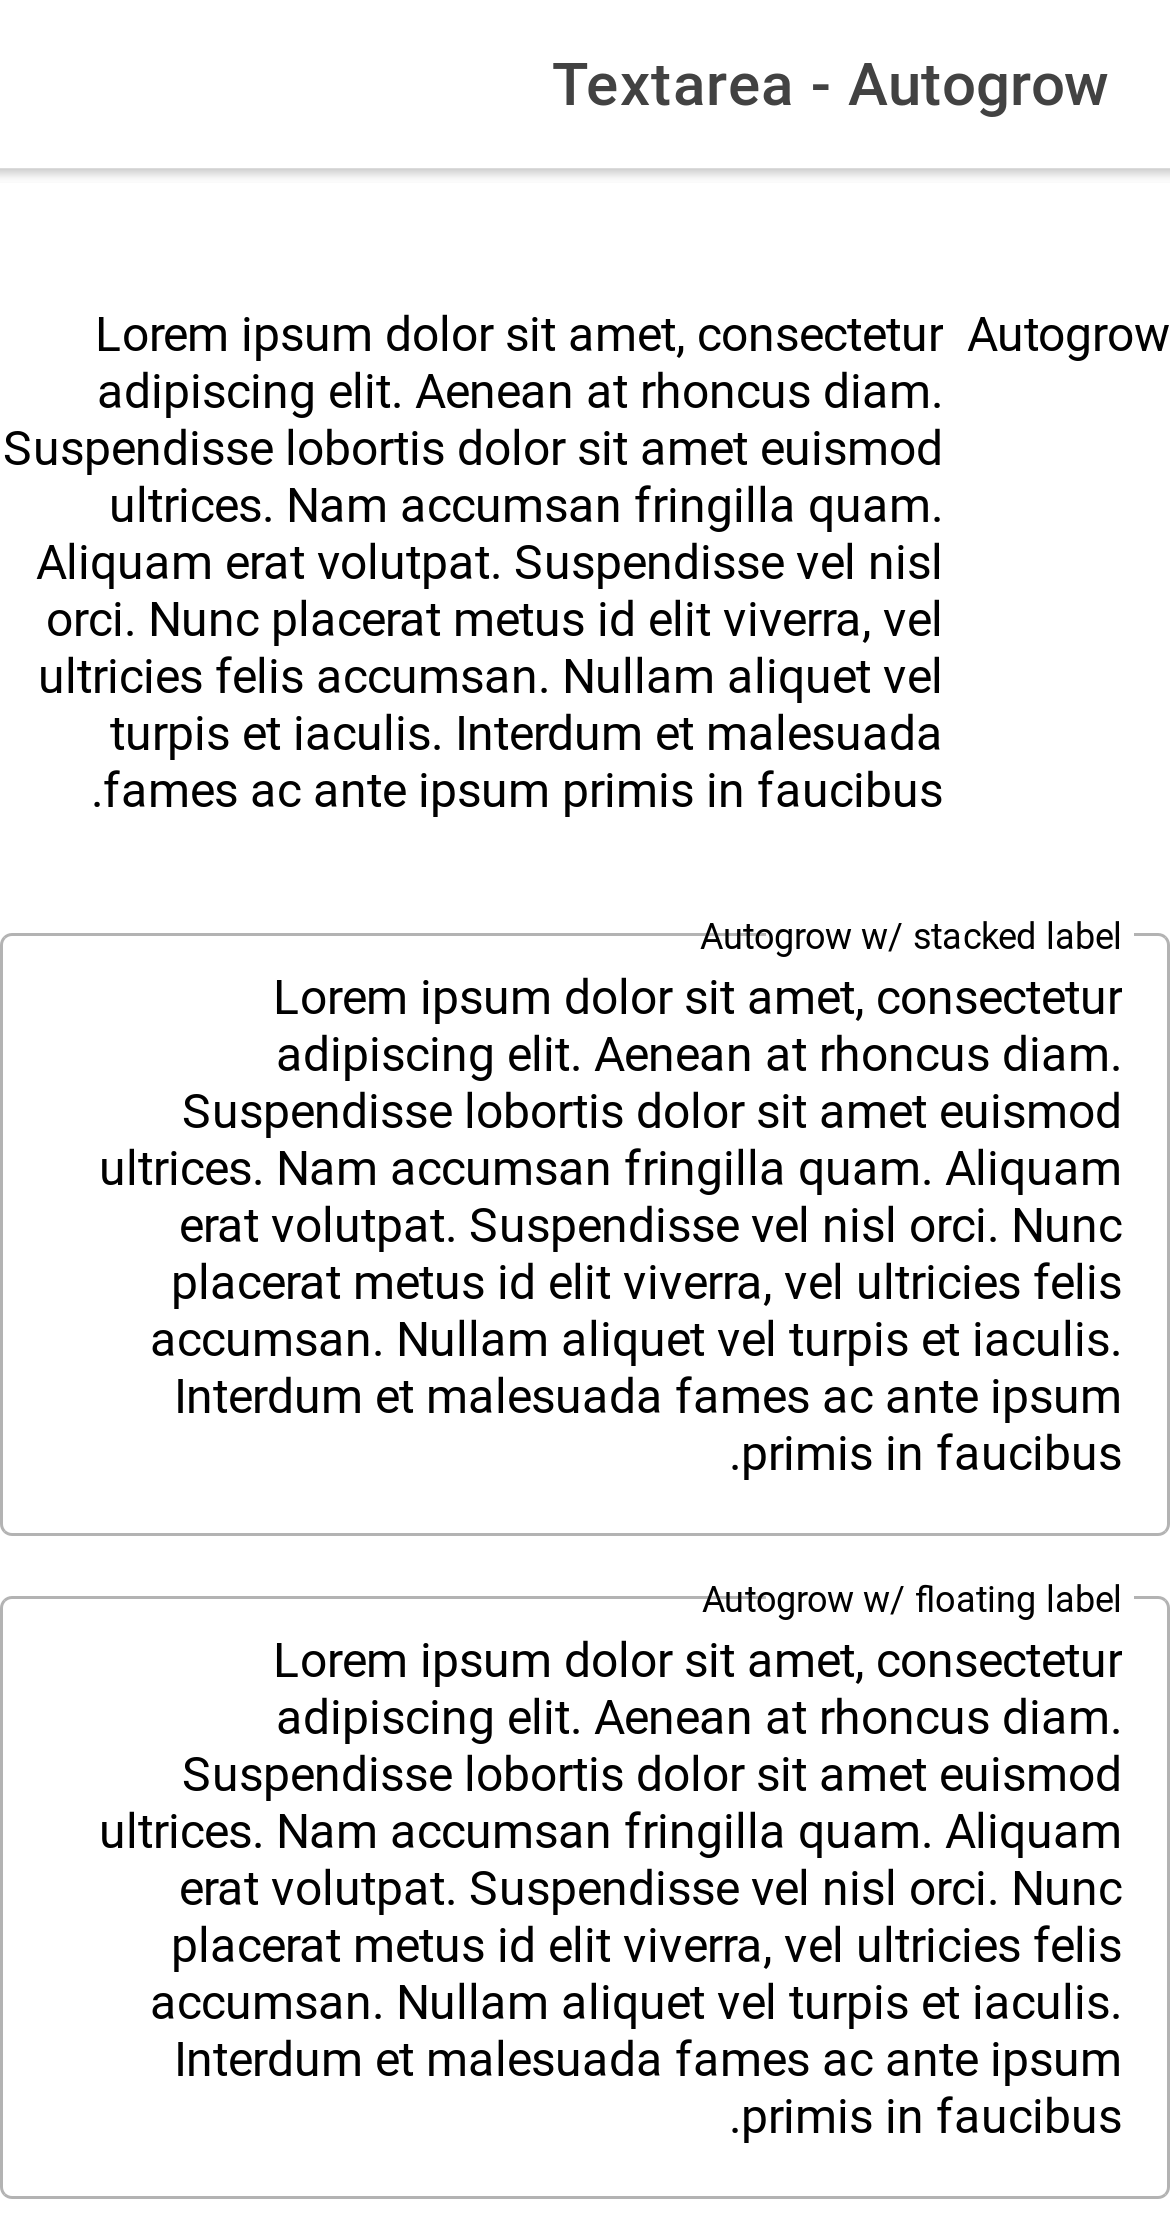 Textarea - Autogrow
Autogrow
Lorem ipsum dolor sit amet, consectetur
adipiscing elit. Aenean at rhoncus diam.
Suspendisse lobortis dolor sit amet euismod
ultrices. Nam accumsan fringilla quam.
Aliquam erat volutpat. Suspendisse vel nisl
orci. Nunc placerat metus id elit viverra, vel
ultricies felis accumsan. Nullam aliquet vel
turpis et iaculis. Interdum et malesuada
.fames ac ante ipsum primis in faucibus
Autogrow w/ stacked label
Lorem ipsum dolor sit amet, consectetur
adipiscing elit. Aenean at rhoncus diam.
Suspendisse lobortis dolor sit amet euismod
ultrices. Nam accumsan fringilla quam. Aliquam
erat volutpat. Suspendisse vel nisl orci. Nunc
placerat metus id elit viverra, vel ultricies felis
accumsan. Nullam aliquet vel turpis et iaculis.
Interdum et malesuada fames ac ante ipsum
.primis in faucibus
Autogrow w/ floating label
Lorem ipsum dolor sit amet, consectetur
adipiscing elit. Aenean at rhoncus diam.
Suspendisse lobortis dolor sit amet euismod
ultrices. Nam accumsan fringilla quam. Aliquam
erat volutpat. Suspendisse vel nisl orci. Nunc
placerat metus id elit viverra, vel ultricies felis
accumsan. Nullam aliquet vel turpis et iaculis.
Interdum et malesuada fames ac ante ipsum
.primis in faucibus